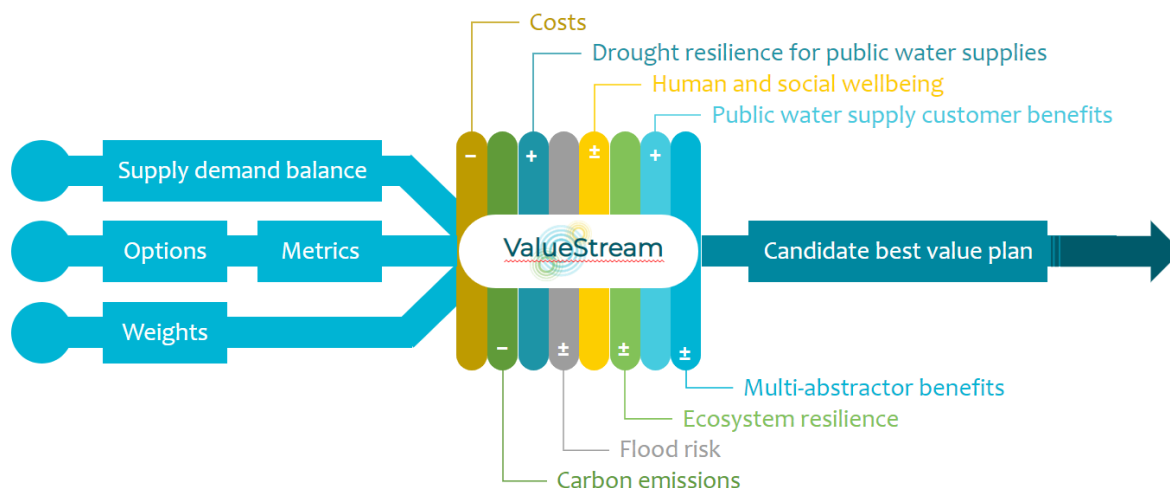 Costs
Drought resilience for public water supplies
Human and social wellbeing
Public water supply customer benefits
− + ± +
Supply demand balance
Options Metrics ValueStream Candidate best value plan
Weights
− ± ± ±
Multi-abstractor benefits
Ecosystem resilience
Flood risk
Carbon emissions